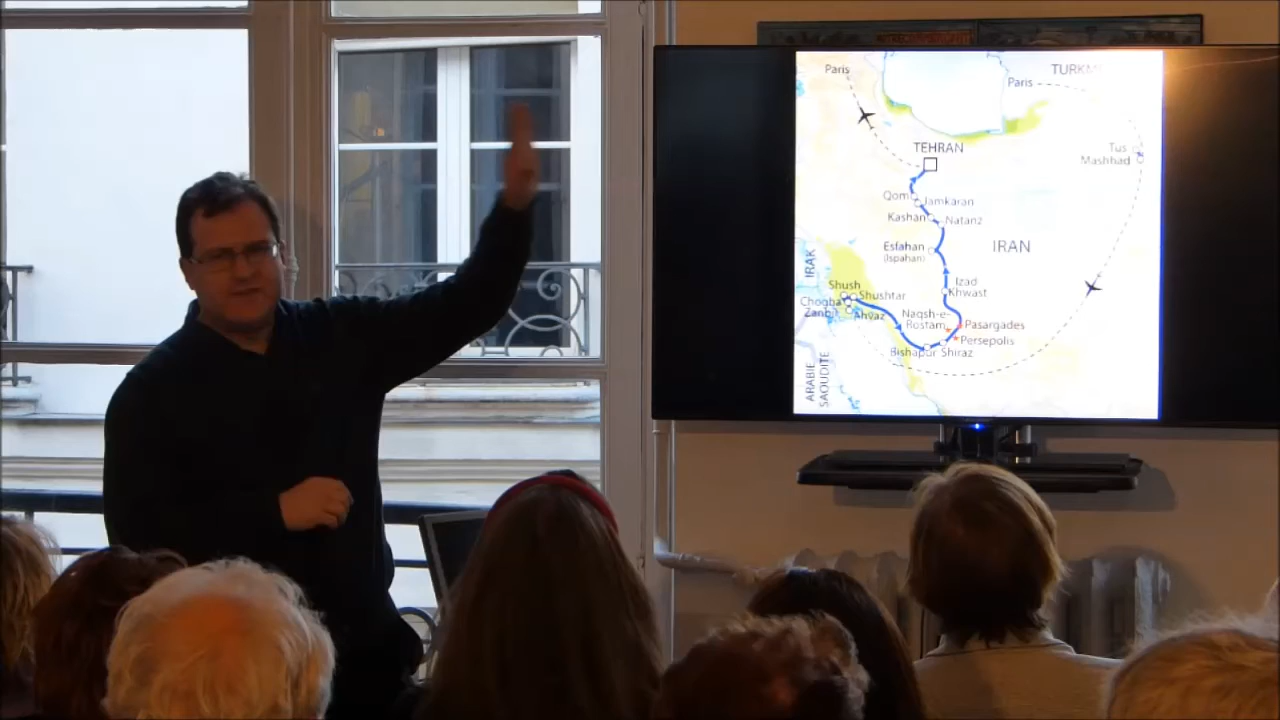 Paris
TURKM
Paris
TEHRAN
Tus
Mashhad
Qom
Jamkaran
Kashan
Natanz
Esfahan
(Ispahan)
IRAN
IRAK
Izad
Khwast
Shush
Shushtar
Chogha
Zanbil
Ahvaz
Naqsh-e-
Rostam
Pasargades
Persepolis
Bishapur
Shiraz
ARABIE
SAOUDITE